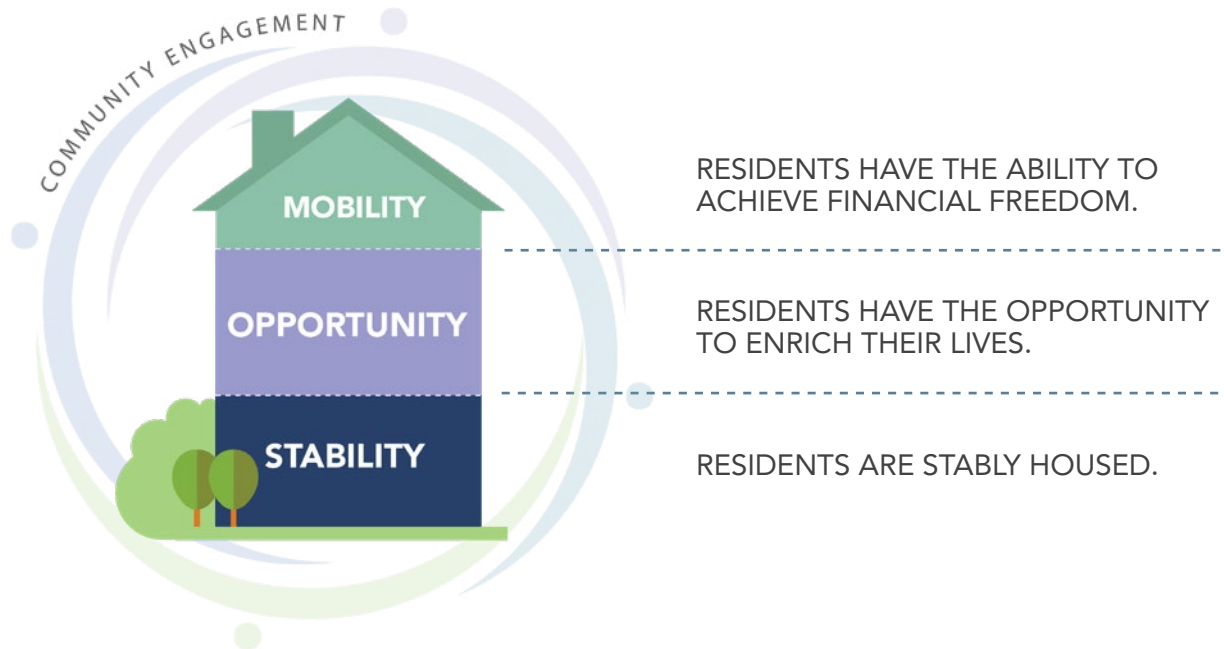 COMMUNITY ENGAGEMENT
MOBILITY
RESIDENTS HAVE THE ABILITY TO
ACHIEVE FINANCIAL FREEDOM.
OPPORTUNITY
RESIDENTS HAVE THE OPPORTUNITY
TO ENRICH THEIR LIVES.
STABILITY
RESIDENTS ARE STABLY HOUSED.